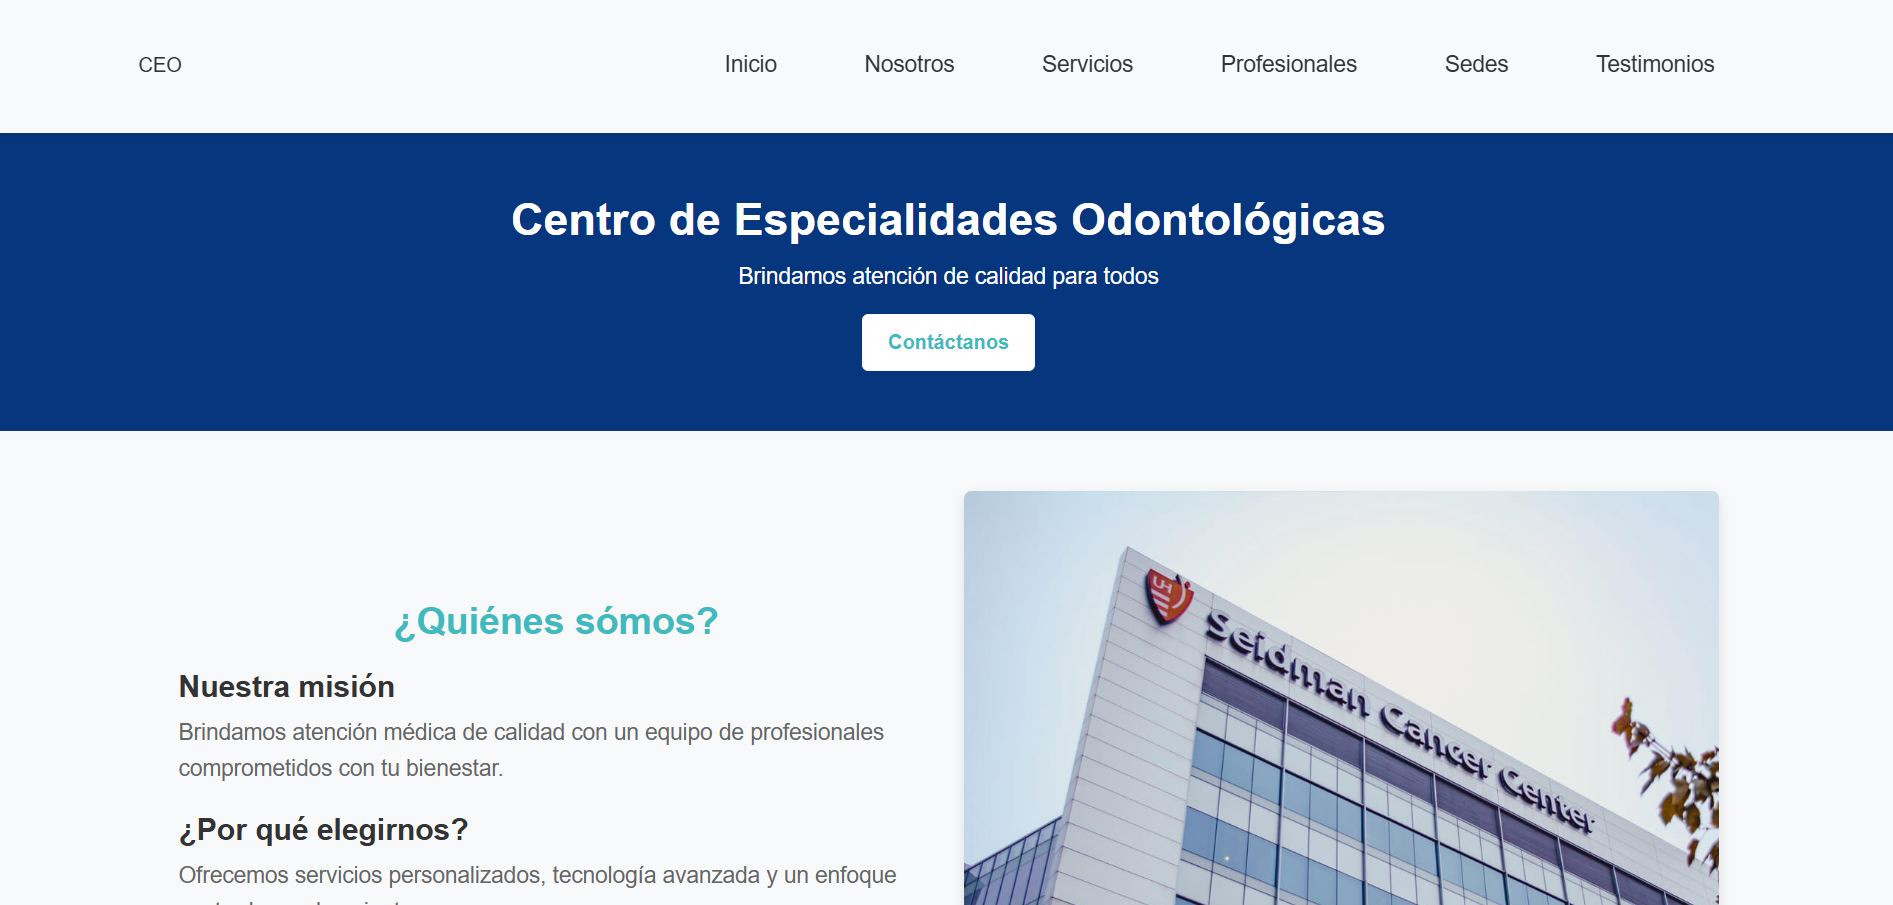 CEO
Inicio Nosotros Servicios Profesionales Sedes Testimonios
Centro de Especialidades Odontológicas
Brindamos atención de calidad para todos
Contáctanos
¿Quiénes sómos?
Nuestra misión
Brindamos atención médica de calidad con un equipo de profesionales
comprometidos con tu bienestar.
¿Por qué elegirnos?
Ofrecemos servicios personalizados, tecnología avanzada y un enfoque
UH
Seidman Cancer Center